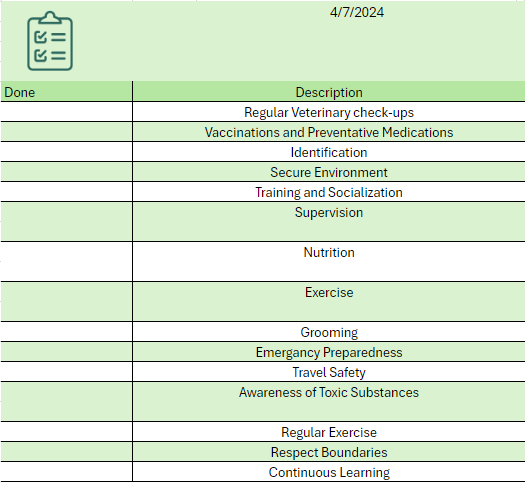 4/7/2024
Done Description
Regular Veterinary check-ups
Vaccinations and Preventative Medications
Identification
Secure Environment
Training and Socialization
Supervision
Nutrition
Exercise
Grooming
Emergancy Preparedness
Travel Safety
Awareness of Toxic Substances
Regular Exercise
Respect Boundaries
Continuous Learning